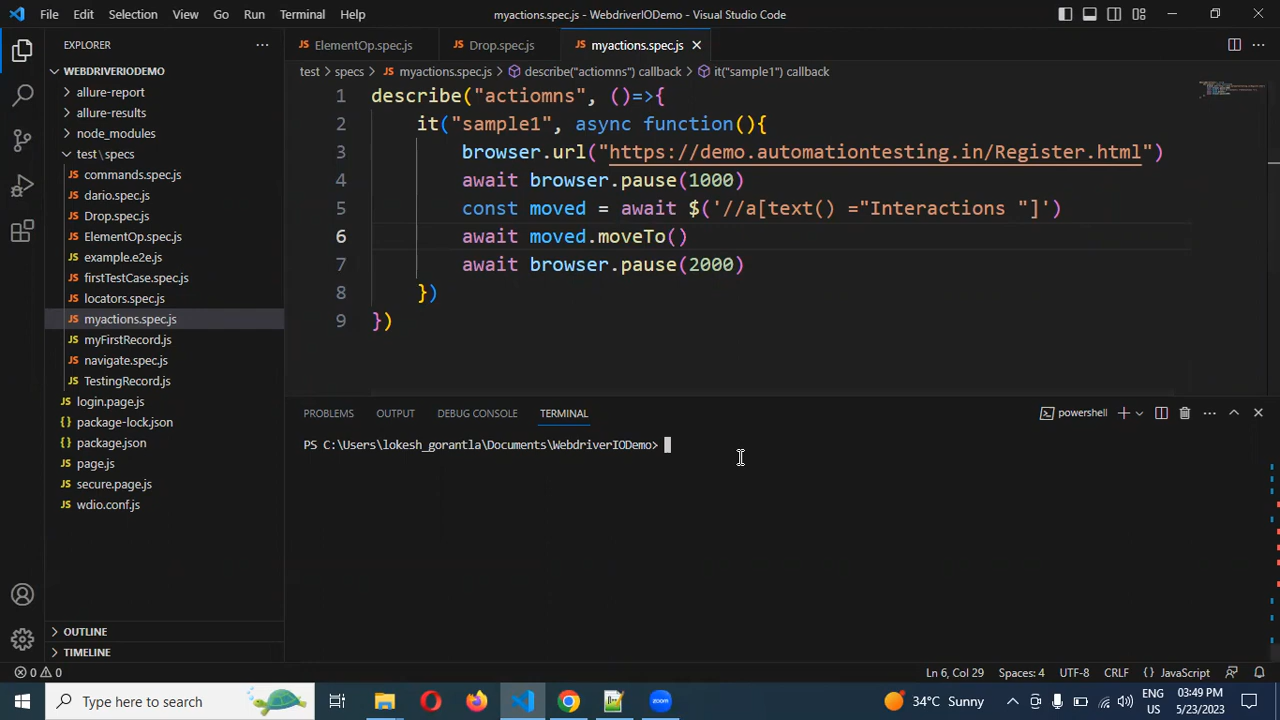 File Edit Selection View Go Run Terminal Help
myactions.spec.js - WebdriverIODemo - Visual Studio Code
EXPLORER
WEBDRIVERIODEMO
allure-report
allure-results
node_modules
test\specs
commands.spec.js
dario.spec.js
Drop.spec.js
ElementOp.spec.js
example.e2e.js
firstTestCase.spec.js
locators.spec.js
myactions.spec.js
myFirstRecord.js
navigate.spec.js
TestingRecord.js
login.page.js
package-lock.json
package.json
page.js
secure.page.js
wdio.conf.js
OUTLINE
TIMELINE
JS ElementOp.spec.js JS Drop.spec.js JS myactions.spec.js
test > specs > JS myactions.spec.js > describe("actiomns") callback > it("sample1") callback
1 describe("actiomns", ()=>{
2 it("sample1", async function(){
3 browser.url("https://demo.automationtesting.in/Register.html")
4 await browser.pause(1000)
5 const moved = await $('//a[text() ="Interactions "]')
6 await moved.moveTo()
7 await browser.pause(2000)
8 })
9 })
PROBLEMS OUTPUT DEBUG CONSOLE TERMINAL
powershell
PS C:\Users\lokesh_gorantla\Documents\WebdriverIODemo>
0 0
Ln 6, Col 29 Spaces: 4 UTF-8 CRLF {} JavaScript
Type here to search
zoom
34°C Sunny
ENG
US
03:49 PM
5/23/2023